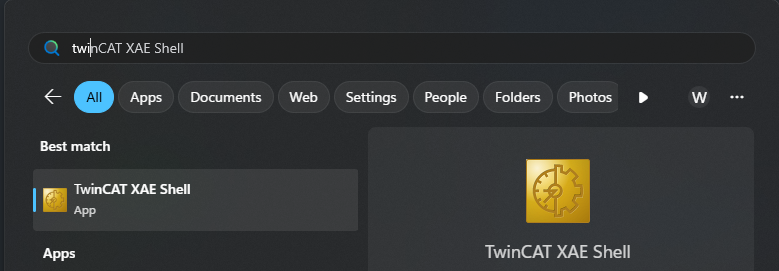 twinCAT XAE Shell
All Apps Documents Web Settings People Folders Photos W
Best match
TwinCAT XAE Shell
App
TwinCAT XAE Shell
Apps